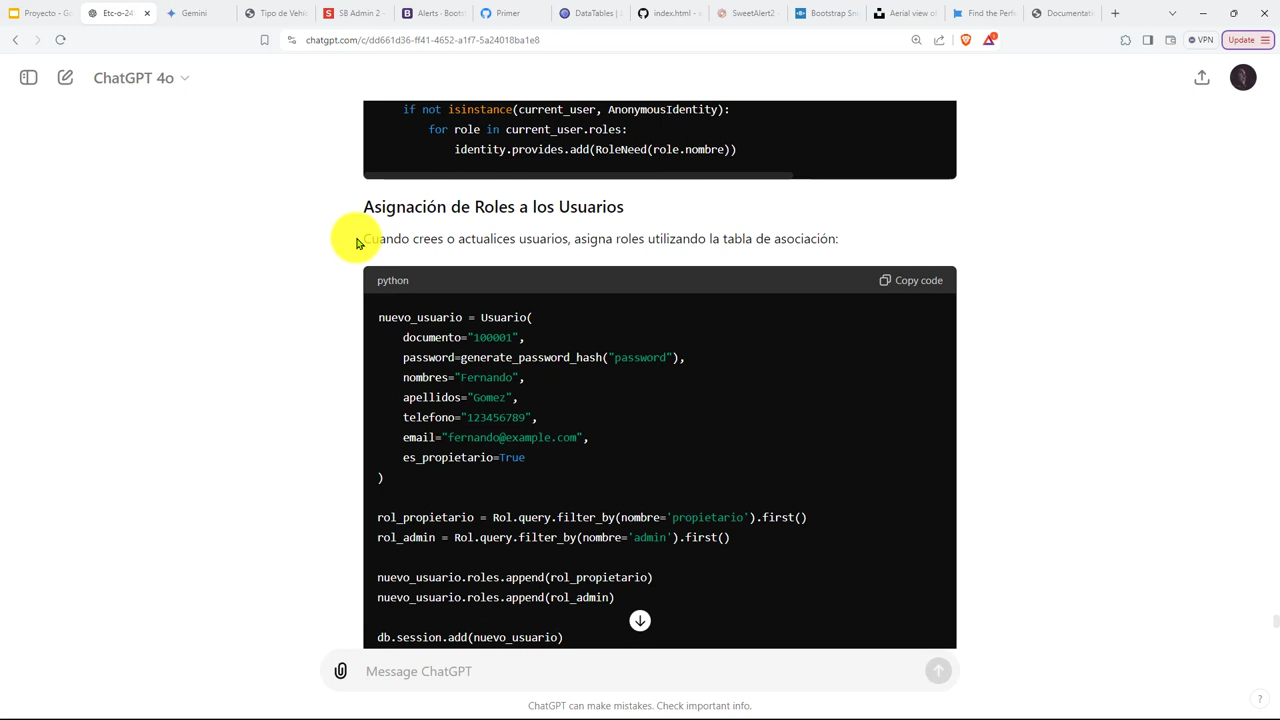 Proyecto - G
Etc-o-24
Gemini
Tipo de Vehic
SB Admin 2 -
Alerts · Boots
Primer
DataTables | J
index.html - s
SweetAlert2 -
Bootstrap Sni
Aerial view of
Find the Perf
Documentati
chatgpt.com/c/dd661d36-ff41-4652-a1f7-5a24018ba1e8
VPN
Update
ChatGPT 4o
if not isinstance(current_user, AnonymousIdentity):
for role in current_user.roles:
identity.provides.add(RoleNeed(role.nombre))
Asignación de Roles a los Usuarios
Cuando crees o actualices usuarios, asigna roles utilizando la tabla de asociación:
python
Copy code
nuevo_usuario = Usuario(
documento="100001",
password=generate_password_hash("password"),
nombres="Fernando",
apellidos="Gomez",
telefono="123456789",
email="fernando@example.com",
es_propietario=True
)
rol_propietario = Rol.query.filter_by(nombre='propietario').first()
rol_admin = Rol.query.filter_by(nombre='admin').first()
nuevo_usuario.roles.append(rol_propietario)
nuevo_usuario.roles.append(rol_admin)
db.session.add(nuevo_usuario)
Message ChatGPT
ChatGPT can make mistakes. Check important info.
?